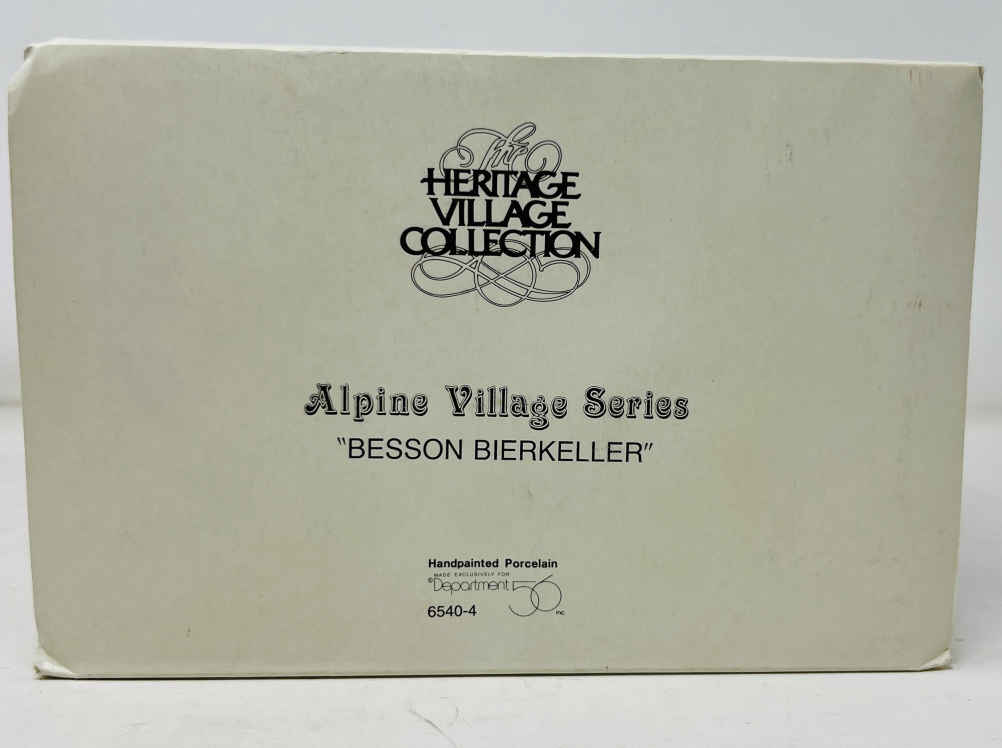 The
HERITAGE
VILLAGE
COLLECTION
Alpine Village Series
"BESSON BIERKELLER"
Handpainted Porcelain
MADE EXCLUSIVELY FOR
©Department 56 inc
6540-4